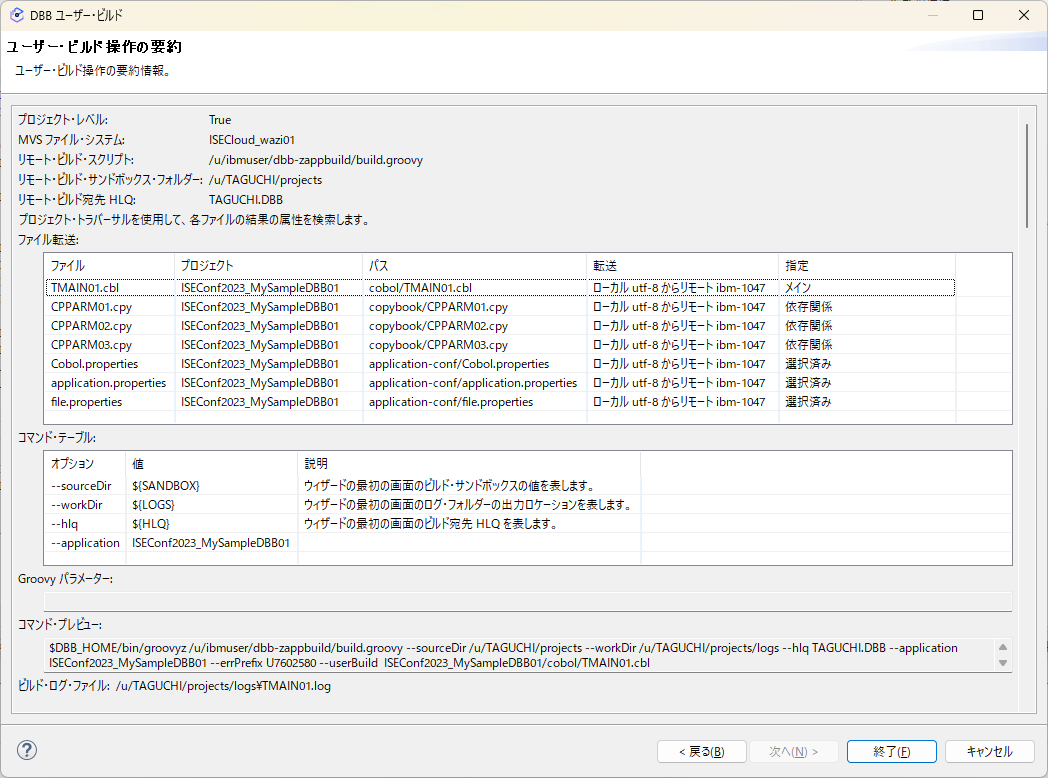 DBB ユーザー・ビルド
ユーザー・ビルド操作の要約
ユーザー・ビルド操作の要約情報。
プロジェクト・レベル: True
MVS ファイル・システム: ISECloud_wazi01
リモート・ビルド・スクリプト: /u/ibmuser/dbb-zappbuild/build.groovy
リモート・ビルド・サンドボックス・フォルダー: /u/TAGUCHI/projects
リモート・ビルド宛先 HLQ: TAGUCHI.DBB
プロジェクト・トラバーサルを使用して、各ファイルの結果の属性を検索します。
ファイル転送:
ファイル プロジェクト パス 転送 指定
TMAIN01.cbl ISEConf2023_MySampleDBB01 cobol/TMAIN01.cbl ローカル utf-8 からリモート ibm-1047 メイン
CPPARM01.cpy ISEConf2023_MySampleDBB01 copybook/CPPARM01.cpy ローカル utf-8 からリモート ibm-1047 依存関係
CPPARM02.cpy ISEConf2023_MySampleDBB01 copybook/CPPARM02.cpy ローカル utf-8 からリモート ibm-1047 依存関係
CPPARM03.cpy ISEConf2023_MySampleDBB01 copybook/CPPARM03.cpy ローカル utf-8 からリモート ibm-1047 依存関係
Cobol.properties ISEConf2023_MySampleDBB01 application-conf/Cobol.properties ローカル utf-8 からリモート ibm-1047 選択済み
application.properties ISEConf2023_MySampleDBB01 application-conf/application.properties ローカル utf-8 からリモート ibm-1047 選択済み
file.properties ISEConf2023_MySampleDBB01 application-conf/file.properties ローカル utf-8 からリモート ibm-1047 選択済み
コマンド・テーブル:
オプション 値 説明
--sourceDir ${SANDBOX} ウィザードの最初の画面のビルド・サンドボックスの値を表します。
--workDir ${LOGS} ウィザードの最初の画面のログ・フォルダーの出力ロケーションを表します。
--hlq ${HLQ} ウィザードの最初の画面のビルド宛先 HLQ を表します。
--application ISEConf2023_MySampleDBB01
Groovy パラメーター:
コマンド・プレビュー:
$DBB_HOME/bin/groovyz /u/ibmuser/dbb-zappbuild/build.groovy --sourceDir /u/TAGUCHI/projects --workDir /u/TAGUCHI/projects/logs --hlq TAGUCHI.DBB --application
ISEConf2023_MySampleDBB01 --errPrefix U7602580 --userBuild ISEConf2023_MySampleDBB01/cobol/TMAIN01.cbl
ビルド・ログ・ファイル: /u/TAGUCHI/projects/logs¥TMAIN01.log
? < 戻る(B) 次へ(N) > 終了(F) キャンセル